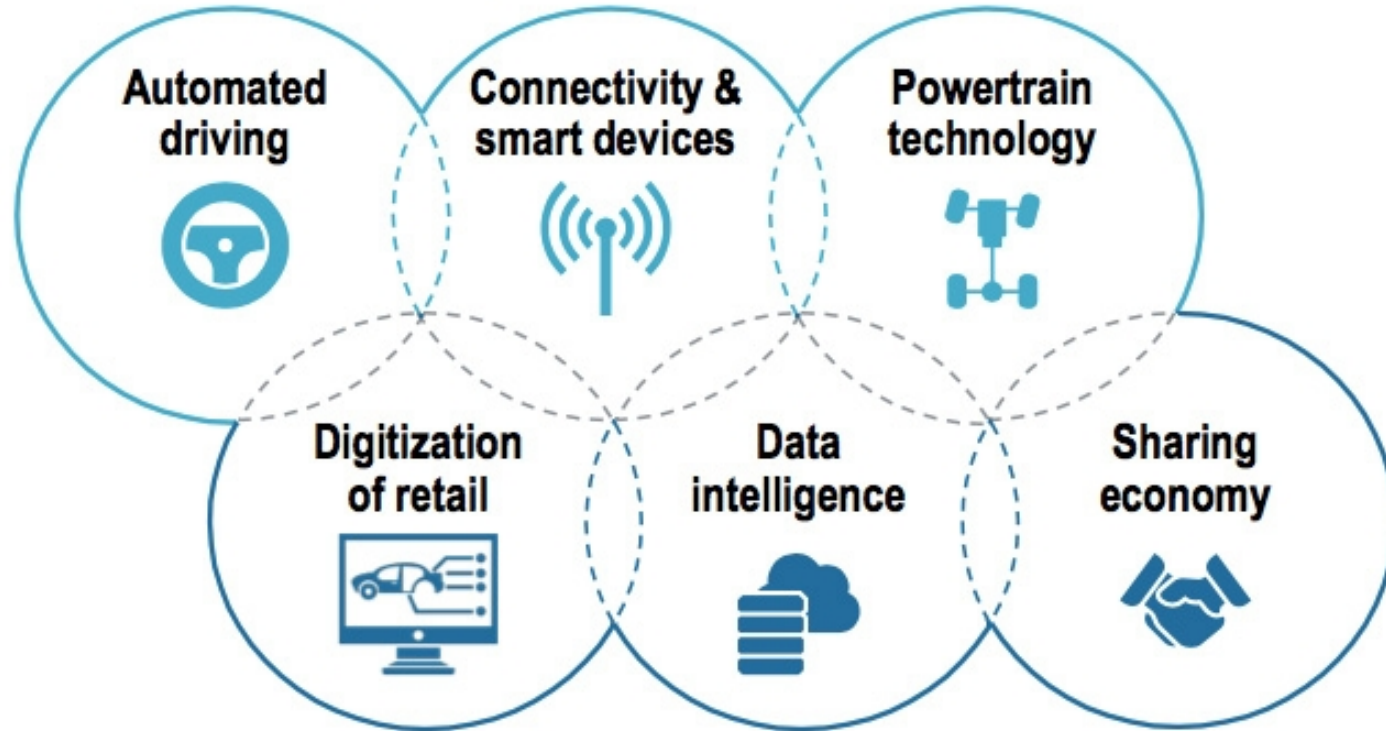 Automated
driving
Connectivity &
smart devices
Powertrain
technology
Digitization
of retail
Data
intelligence
Sharing
economy